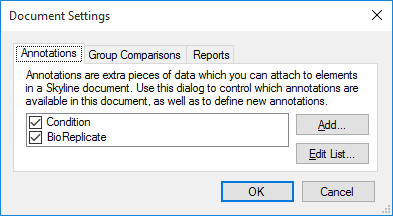 Document Settings
Annotations Group Comparisons Reports
Annotations are extra pieces of data which you can attach to elements
in a Skyline document. Use this dialog to control which annotations are
available in this document, as well as to define new annotations.
Condition
BioReplicate
Add...
Edit List...
OK Cancel